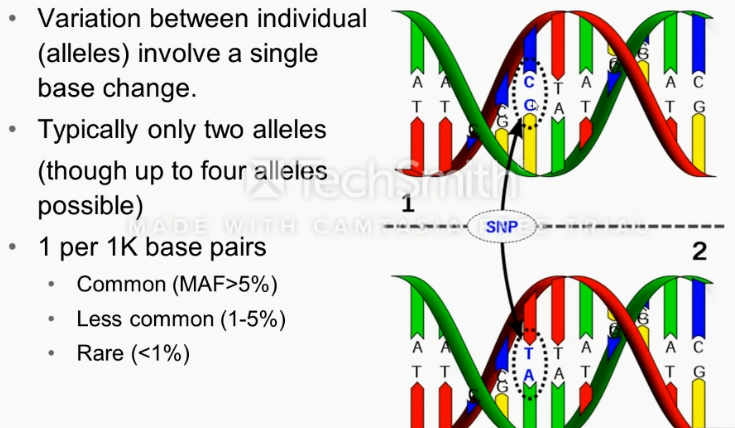 • Variation between individual
(alleles) involve a single
base change.
• Typically only two alleles
(though up to four alleles
possible)
• 1 per 1K base pairs
• Common (MAF>5%)
• Less common (1-5%)
• Rare (<1%)
TechSmith
MADE WITH CAMTASIA FREE TRIAL
A A C T A A C
T T C G C A T T G
G
1
SNP
2
A A T T A A C
T T C G A A T T G
G